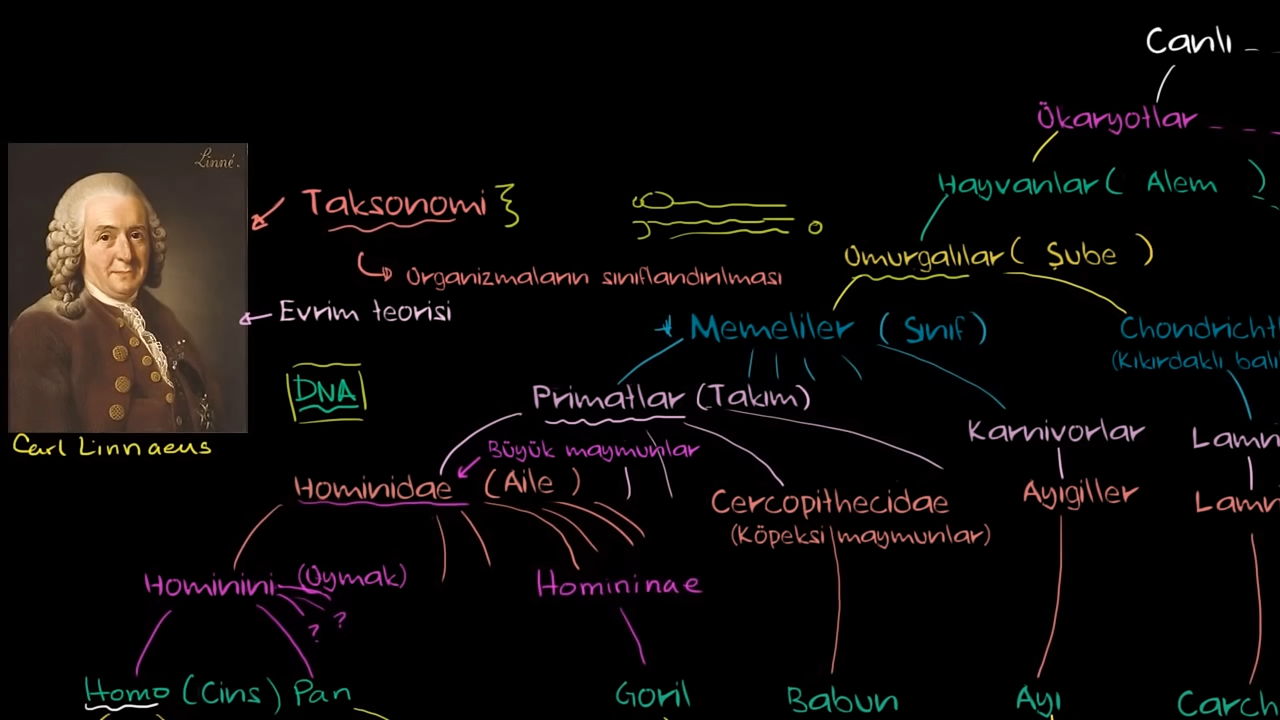 Canlı
Ökaryotlar
Linné.
Hayvanlar ( Alem )
Taksonomi
Omurgalılar ( Şube )
Organizmaların sınıflandırılması
Evrim teorisi
Memeliler (Sınıf)
Chondricht
(Kıkırdaklı balı
DNA
Primatlar (Takım)
Carl Linnaeus
Karnivorlar
Lamn
Büyük maymunlar
Hominidae (Aile)
Cercopithecidae
(Köpeksi maymunlar)
Ayıgiller
Lamn
Hominini (Oymak)
Homininae
? ?
Homo (Cins) Pan
Goril
Babun
Ayı
Carch